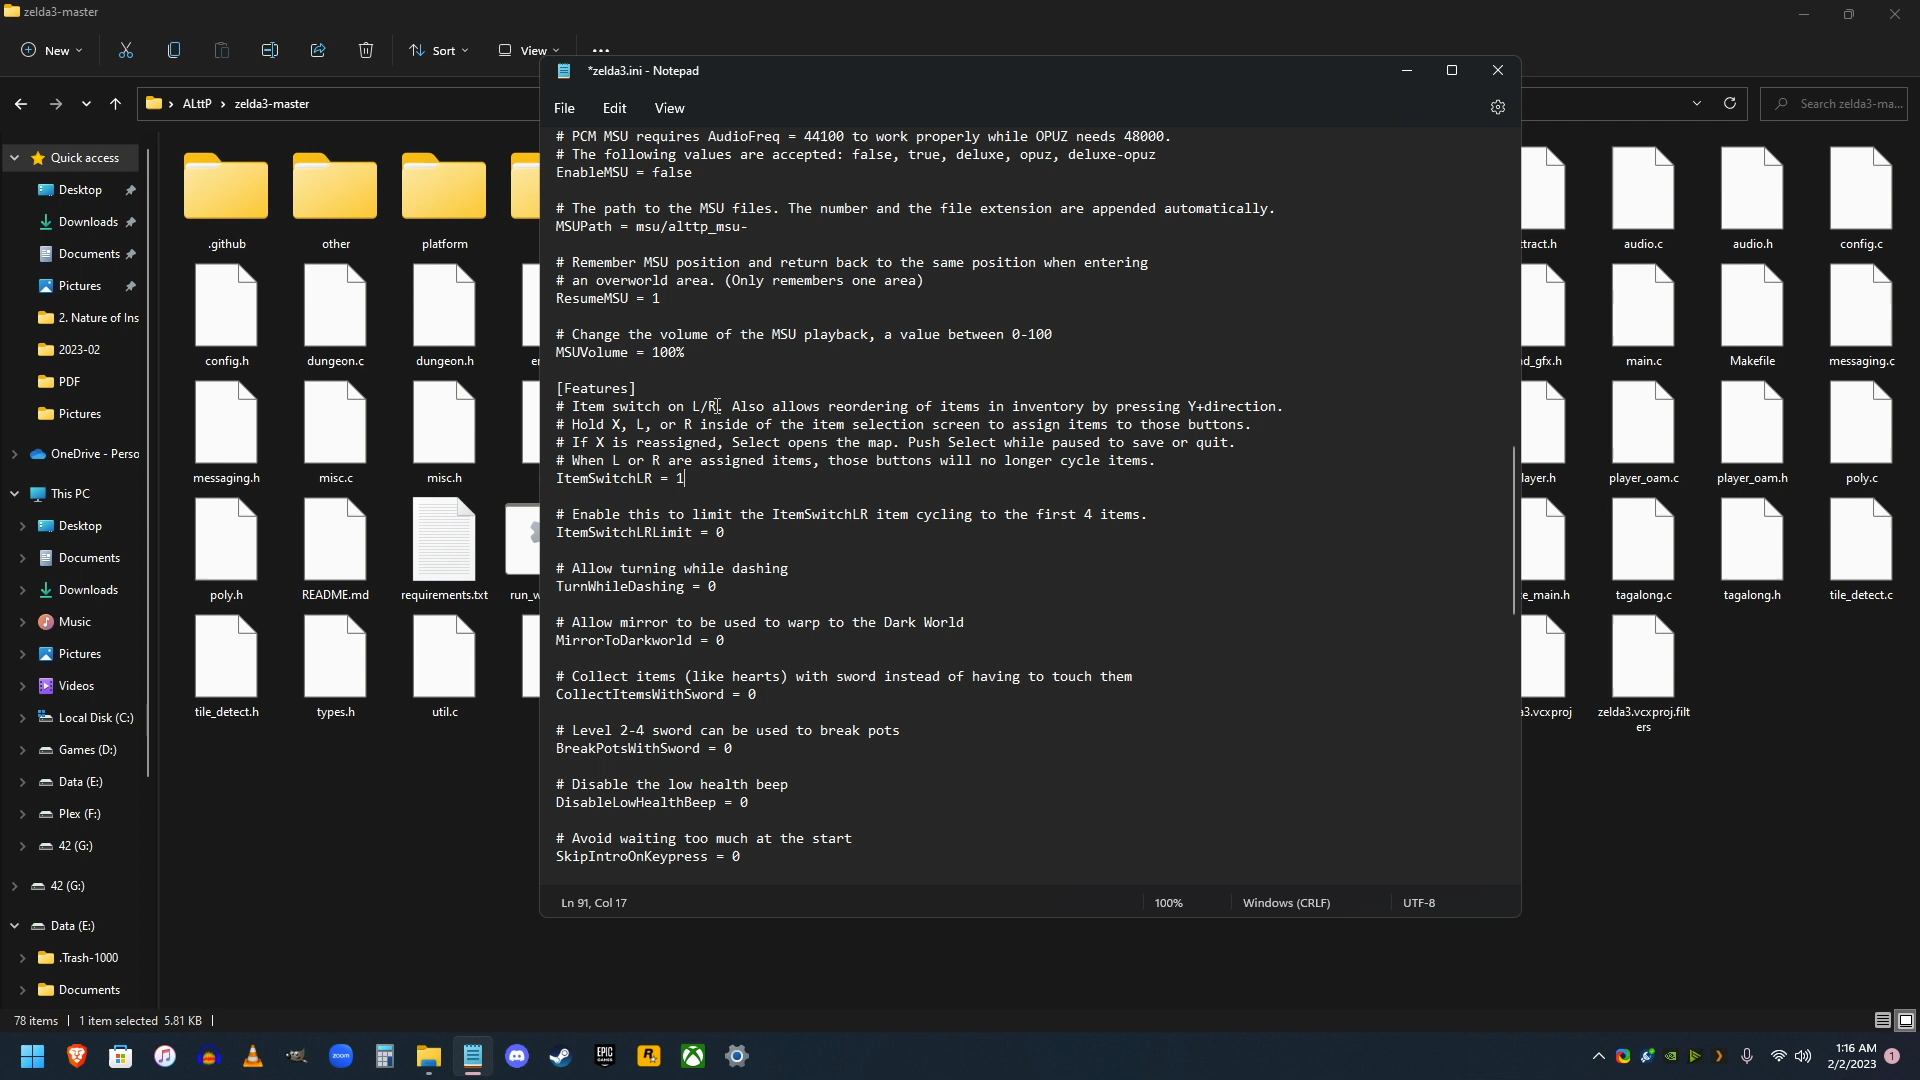 zelda3-master
New
Sort
View
ALttP > zelda3-master
Search zelda3-ma...
*zelda3.ini - Notepad
File Edit View
# PCM MSU requires AudioFreq = 44100 to work properly while OPUZ needs 48000.
# The following values are accepted: false, true, deluxe, opuz, deluxe-opuz
EnableMSU = false
# The path to the MSU files. The number and the file extension are appended automatically.
MSUPath = msu/alttp_msu-
# Remember MSU position and return back to the same position when entering
# an overworld area. (Only remembers one area)
ResumeMSU = 1
# Change the volume of the MSU playback, a value between 0-100
MSUVolume = 100%
[Features]
# Item switch on L/R. Also allows reordering of items in inventory by pressing Y+direction.
# Hold X, L, or R inside of the item selection screen to assign items to those buttons.
# If X is reassigned, Select opens the map. Push Select while paused to save or quit.
# When L or R are assigned items, those buttons will no longer cycle items.
ItemSwitchLR = 1
# Enable this to limit the ItemSwitchLR item cycling to the first 4 items.
ItemSwitchLRLimit = 0
# Allow turning while dashing
TurnWhileDashing = 0
# Allow mirror to be used to warp to the Dark World
MirrorToDarkworld = 0
# Collect items (like hearts) with sword instead of having to touch them
CollectItemsWithSword = 0
# Level 2-4 sword can be used to break pots
BreakPotsWithSword = 0
# Disable the low health beep
DisableLowHealthBeep = 0
# Avoid waiting too much at the start
SkipIntroOnKeypress = 0
Ln 91, Col 17
100%
Windows (CRLF)
UTF-8
Quick access
Desktop
Downloads
Documents
Pictures
2. Nature of Ins
2023-02
PDF
Pictures
OneDrive - Perso
This PC
Desktop
Documents
Downloads
Music
Pictures
Videos
Local Disk (C:)
Games (D:)
Data (E:)
Plex (F:)
42 (G:)
42 (G:)
Data (E:)
.Trash-1000
Documents
.github
other
platform
tract.h
audio.c
audio.h
config.c
config.h
dungeon.c
dungeon.h
d_gfx.h
main.c
Makefile
messaging.c
messaging.h
misc.c
misc.h
layer.h
player_oam.c
player_oam.h
poly.c
poly.h
README.md
requirements.txt
run_w
e_main.h
tagalong.c
tagalong.h
tile_detect.c
tile_detect.h
types.h
util.c
a3.vcxproj
zelda3.vcxproj.filt
ers
78 items
1 item selected 5.81 KB
zoom
EPIC
GAMES
R
1:16 AM
2/2/2023
1